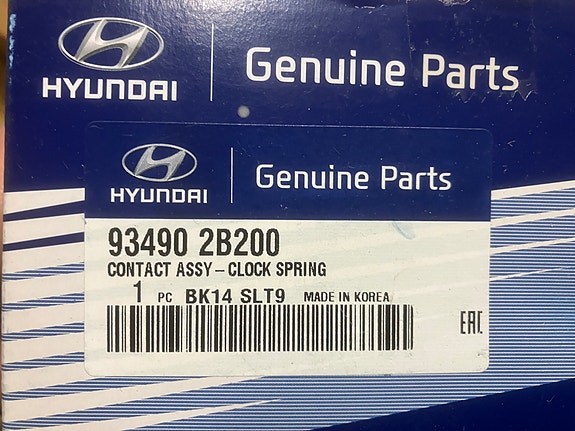 HYUNDAI Genuine Parts
HYUNDAI Genuine Parts
93490 2B200
CONTACT ASSY-CLOCK SPRING
1 PC BK14 SLT9 MADE IN KOREA
EAC